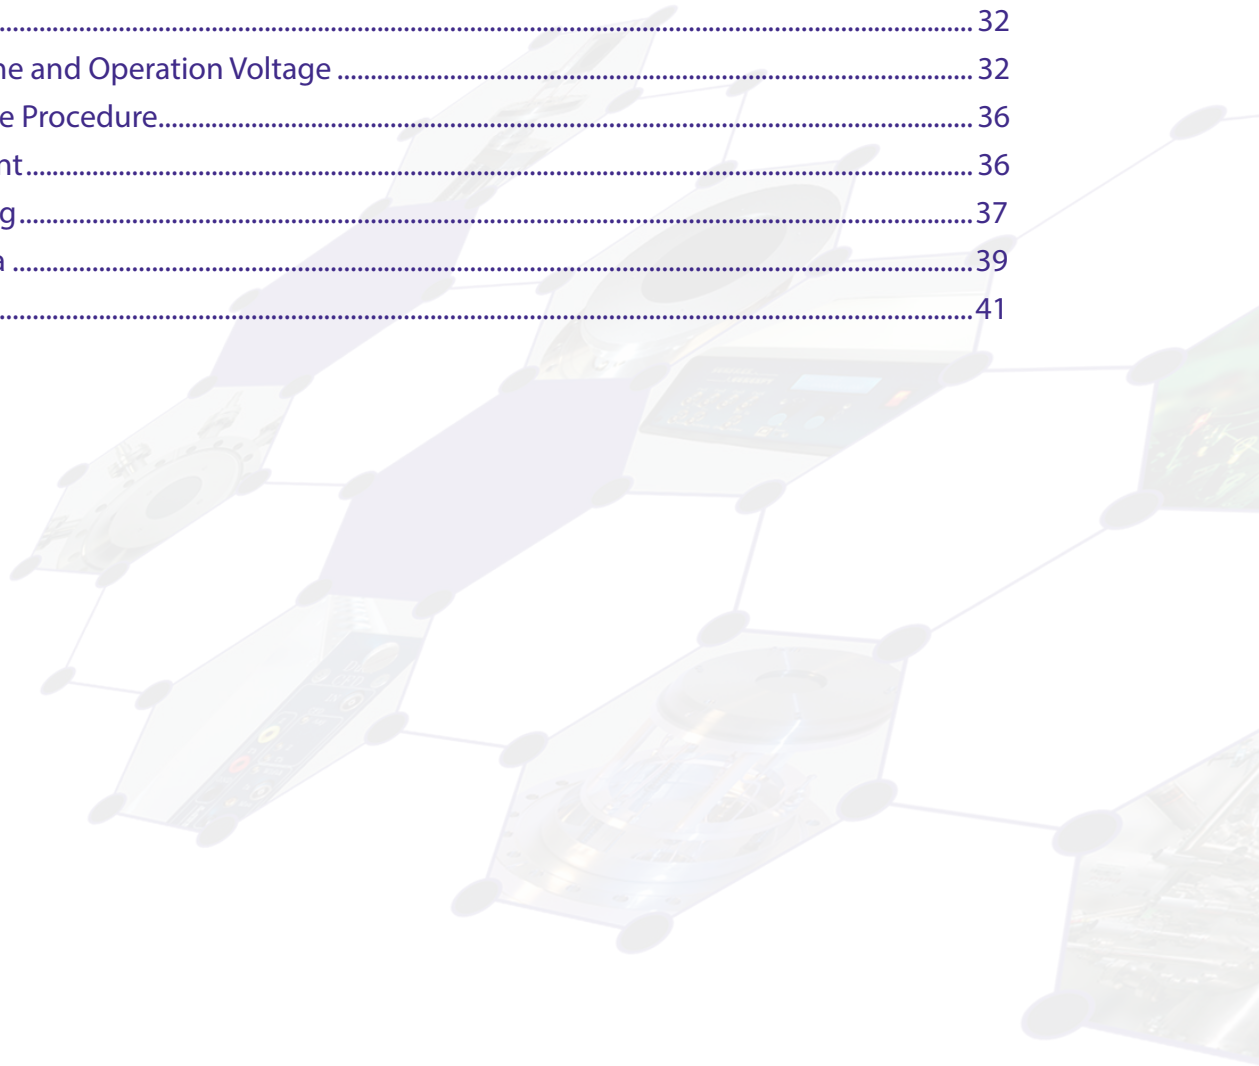 32
ne and Operation Voltage 32
e Procedure 36
nt 36
g 37
a 39
41